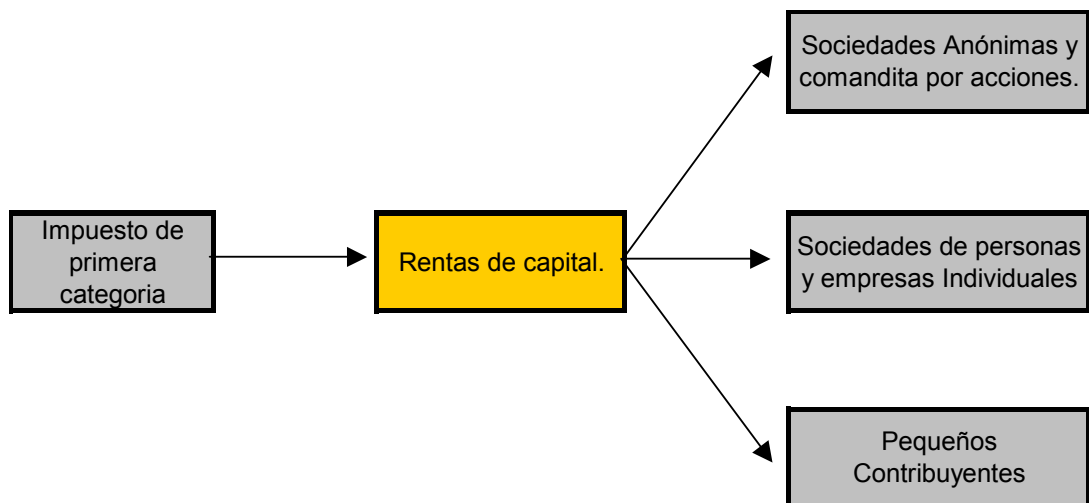 Sociedades Anónimas y
comandita por acciones.
Impuesto de
primera
categoria
Rentas de capital.
Sociedades de personas
y empresas Individuales
Pequeños
Contribuyentes